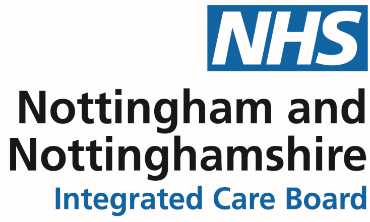 NHS
Nottingham and
Nottinghamshire
Integrated Care Board